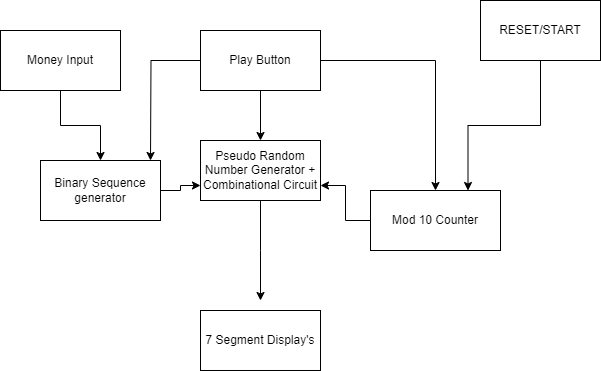 RESET/START
Money Input
Play Button
Pseudo Random
Number Generator +
Combinational Circuit
Binary Sequence
generator
Mod 10 Counter
7 Segment Display's